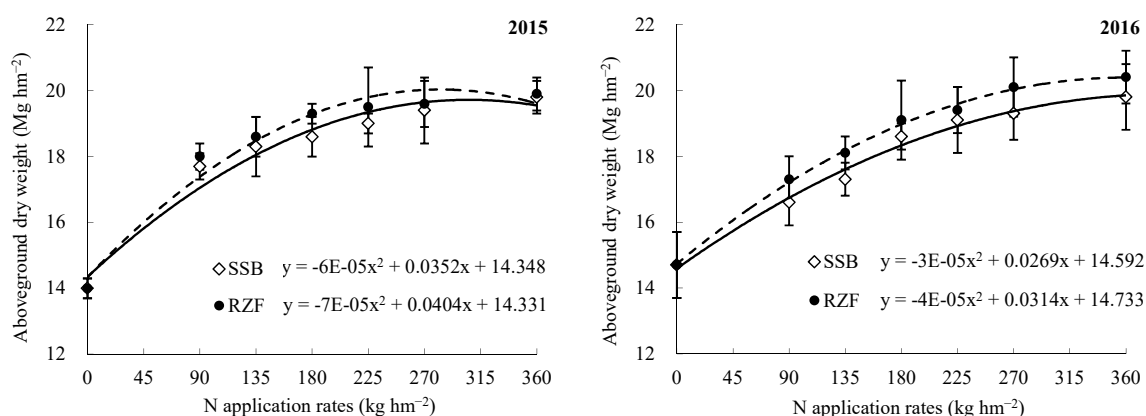 2015
Aboveground dry weight (Mg hm⁻²)
22
20
18
16
14
12
SSB y = -6E-05x² + 0.0352x + 14.348
RZF y = -7E-05x² + 0.0404x + 14.331
0 45 90 135 180 225 270 315 360
N application rates (kg hm⁻²)
2016
Aboveground dry weight (Mg hm⁻²)
22
20
18
16
14
12
SSB y = -3E-05x² + 0.0269x + 14.592
RZF y = -4E-05x² + 0.0314x + 14.733
0 45 90 135 180 225 270 315 360
N application rates (kg hm⁻²)